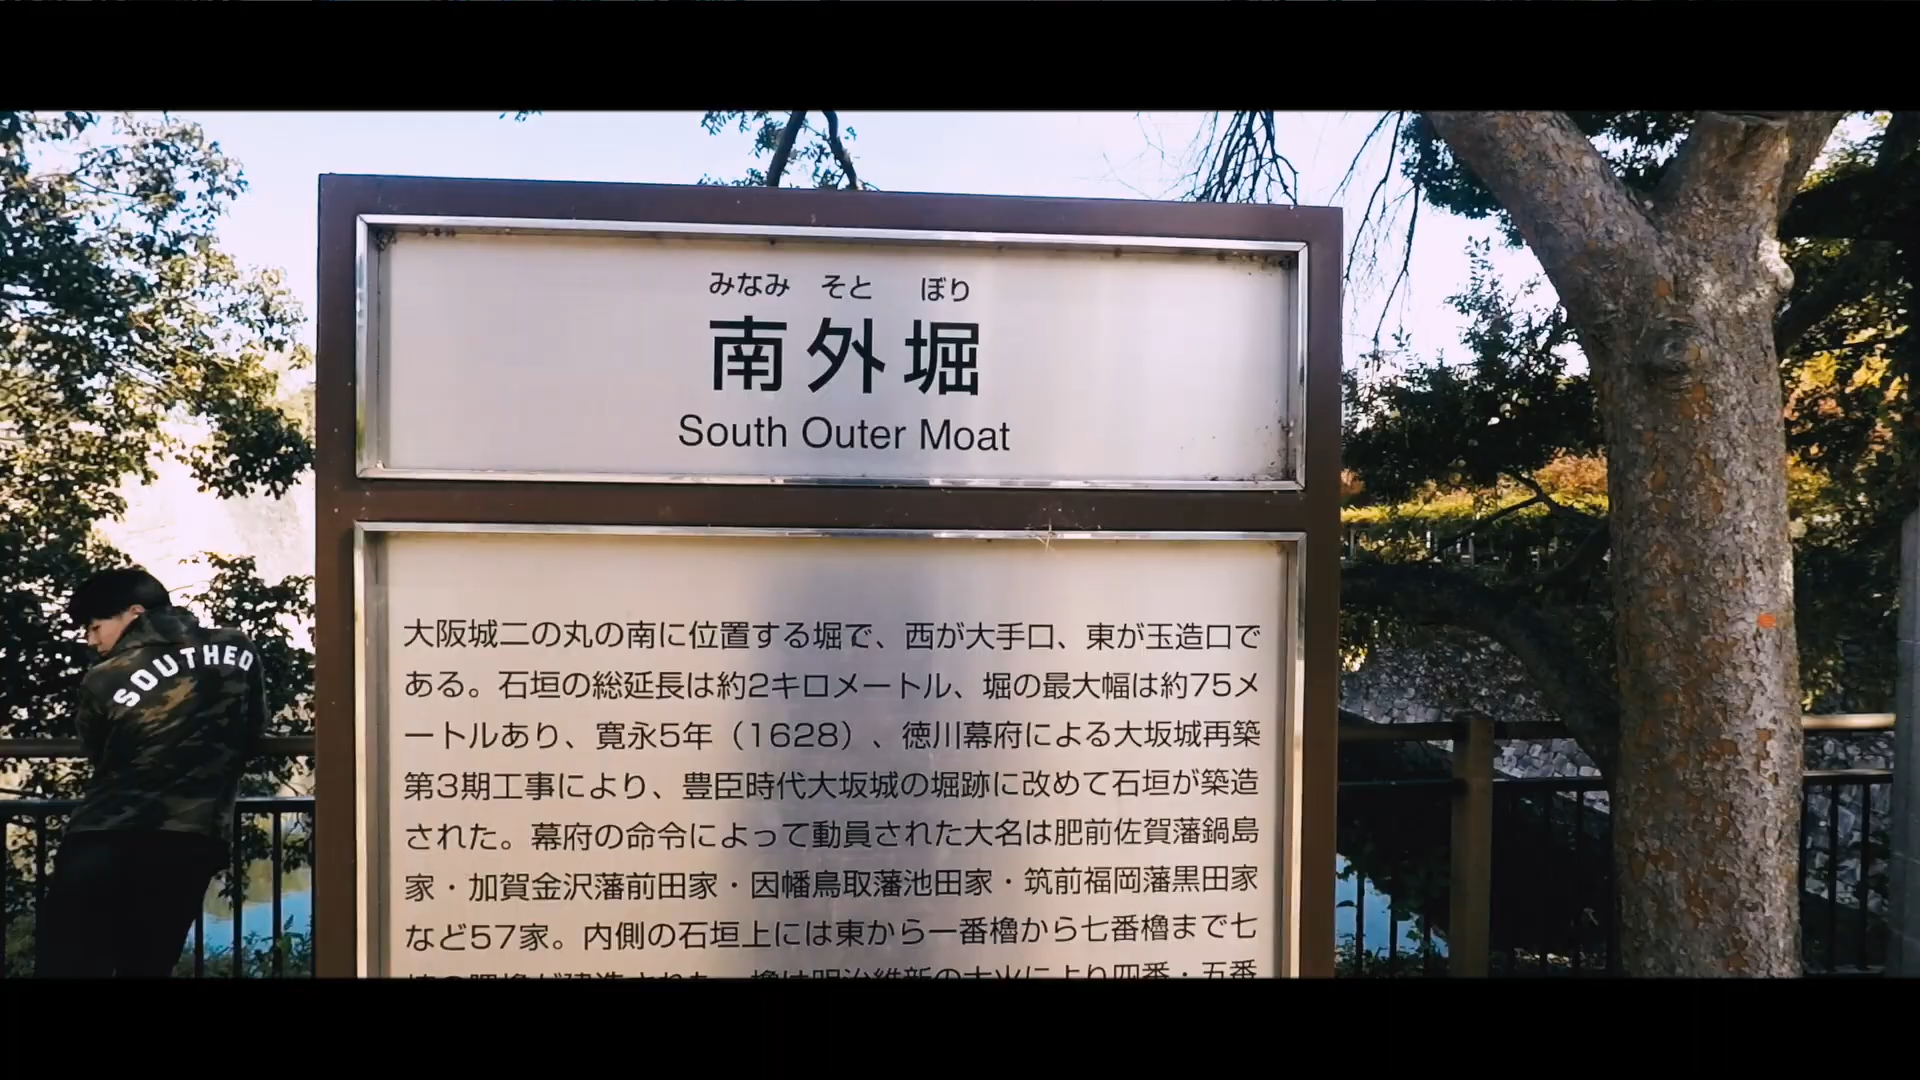 みなみ そと ぼり
南外堀
South Outer Moat
大阪城二の丸の南に位置する堀で、西が大手口、東が玉造口で
ある。石垣の総延長は約2キロメートル、堀の最大幅は約75メ
ートルあり、寛永5年（1628）、徳川幕府による大坂城再築
第3期工事により、豊臣時代大坂城の堀跡に改めて石垣が築造
された。幕府の命令によって動員された大名は肥前佐賀藩鍋島
家・加賀金沢藩前田家・因幡鳥取藩池田家・筑前福岡藩黒田家
など57家。内側の石垣上には東から一番櫓から七番櫓まで七
SOUTHED